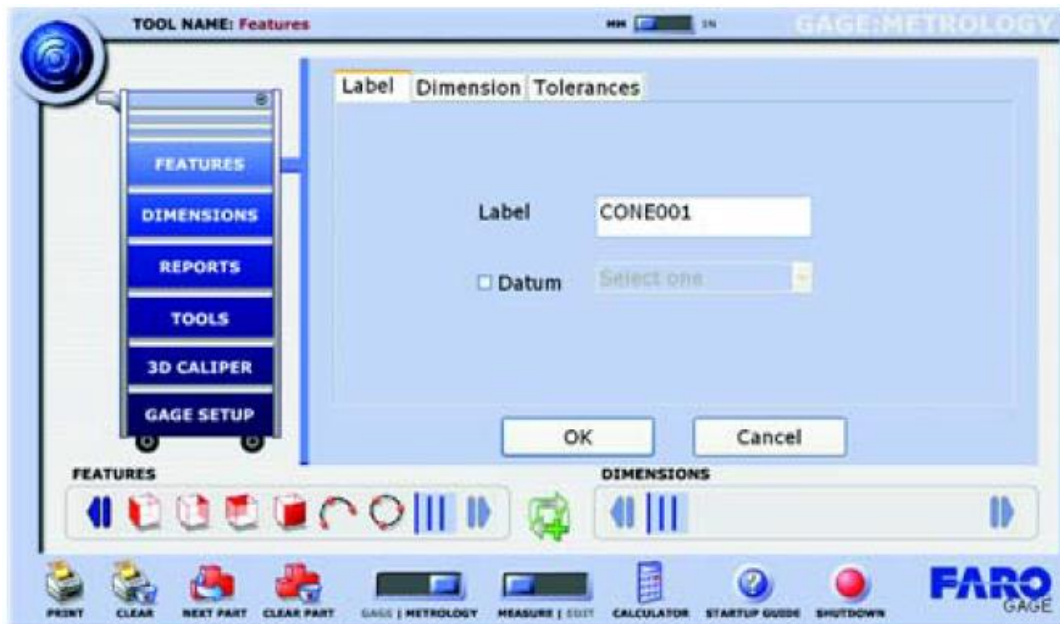 TOOL NAME: Features
MM IN
GAGE:METROLOGY
Label Dimension Tolerances
FEATURES
DIMENSIONS
REPORTS
TOOLS
3D CALIPER
GAGE SETUP
Label CONE001
Datum Select one
OK Cancel
FEATURES DIMENSIONS
PRINT CLEAR NEXT PART CLEAR PART GAGE | METROLOGY MEASURE | EDIT CALCULATOR STARTUP GUIDE SHUTDOWN
FARO
GAGE